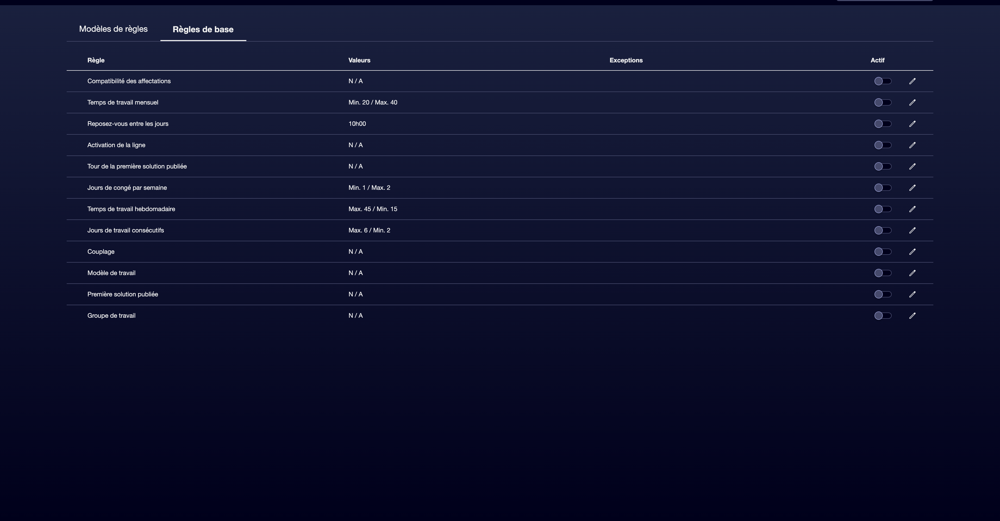 Modèles de règles Règles de base
Règle Valeurs Exceptions Actif
Compatibilité des affectations N / A
Temps de travail mensuel Min. 20 / Max. 40
Reposez-vous entre les jours 10h00
Activation de la ligne N / A
Tour de la première solution publiée N / A
Jours de congé par semaine Min. 1 / Max. 2
Temps de travail hebdomadaire Max. 45 / Min. 15
Jours de travail consécutifs Max. 6 / Min. 2
Couplage N / A
Modèle de travail N / A
Première solution publiée N / A
Groupe de travail N / A